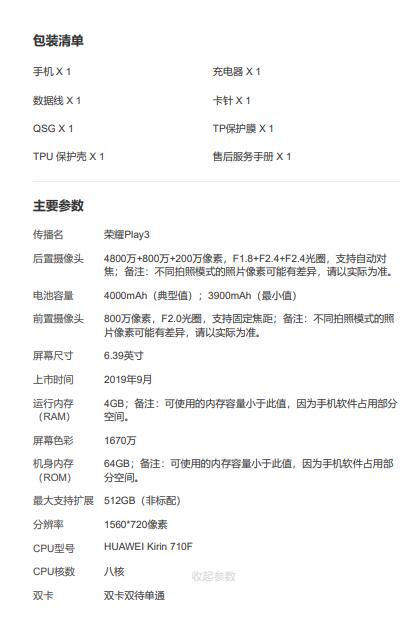 包装清单
手机 X 1 充电器 X 1
数据线 X 1 卡针 X 1
QSG X 1 TP保护膜 X 1
TPU 保护壳 X 1 售后服务手册 X 1
主要参数
传播名 荣耀Play3
后置摄像头 4800万+800万+200万像素，F1.8+F2.4+F2.4光圈，支持自动对
焦；备注：不同拍照模式的照片像素可能有差异，请以实际为准。
电池容量 4000mAh（典型值）；3900mAh（最小值）
前置摄像头 800万像素，F2.0光圈，支持固定焦距；备注：不同拍照模式的照
片像素可能有差异，请以实际为准。
屏幕尺寸 6.39英寸
上市时间 2019年9月
运行内存 4GB；备注：可使用的内存容量小于此值，因为手机软件占用部分
（RAM） 空间。
屏幕色彩 1670万
机身内存 64GB；备注：可使用的内存容量小于此值，因为手机软件占用部
（ROM） 分空间。
最大支持扩展 512GB（非标配）
分辨率 1560*720像素
CPU型号 HUAWEI Kirin 710F
CPU核数 八核
收起参数
双卡 双卡双待单通